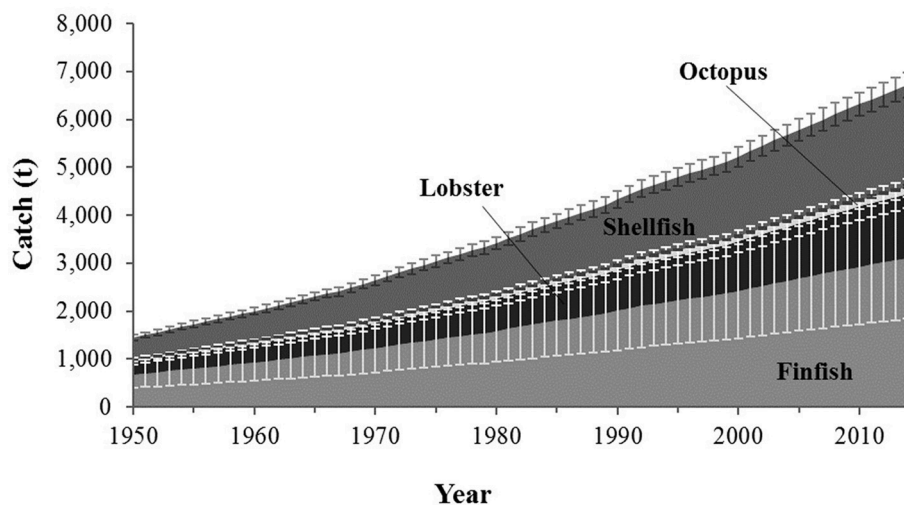 8,000
7,000
6,000
5,000
4,000
3,000
2,000
1,000
0
Catch (t)
Octopus
Lobster
Shellfish
Finfish
1950 1960 1970 1980 1990 2000 2010
Year